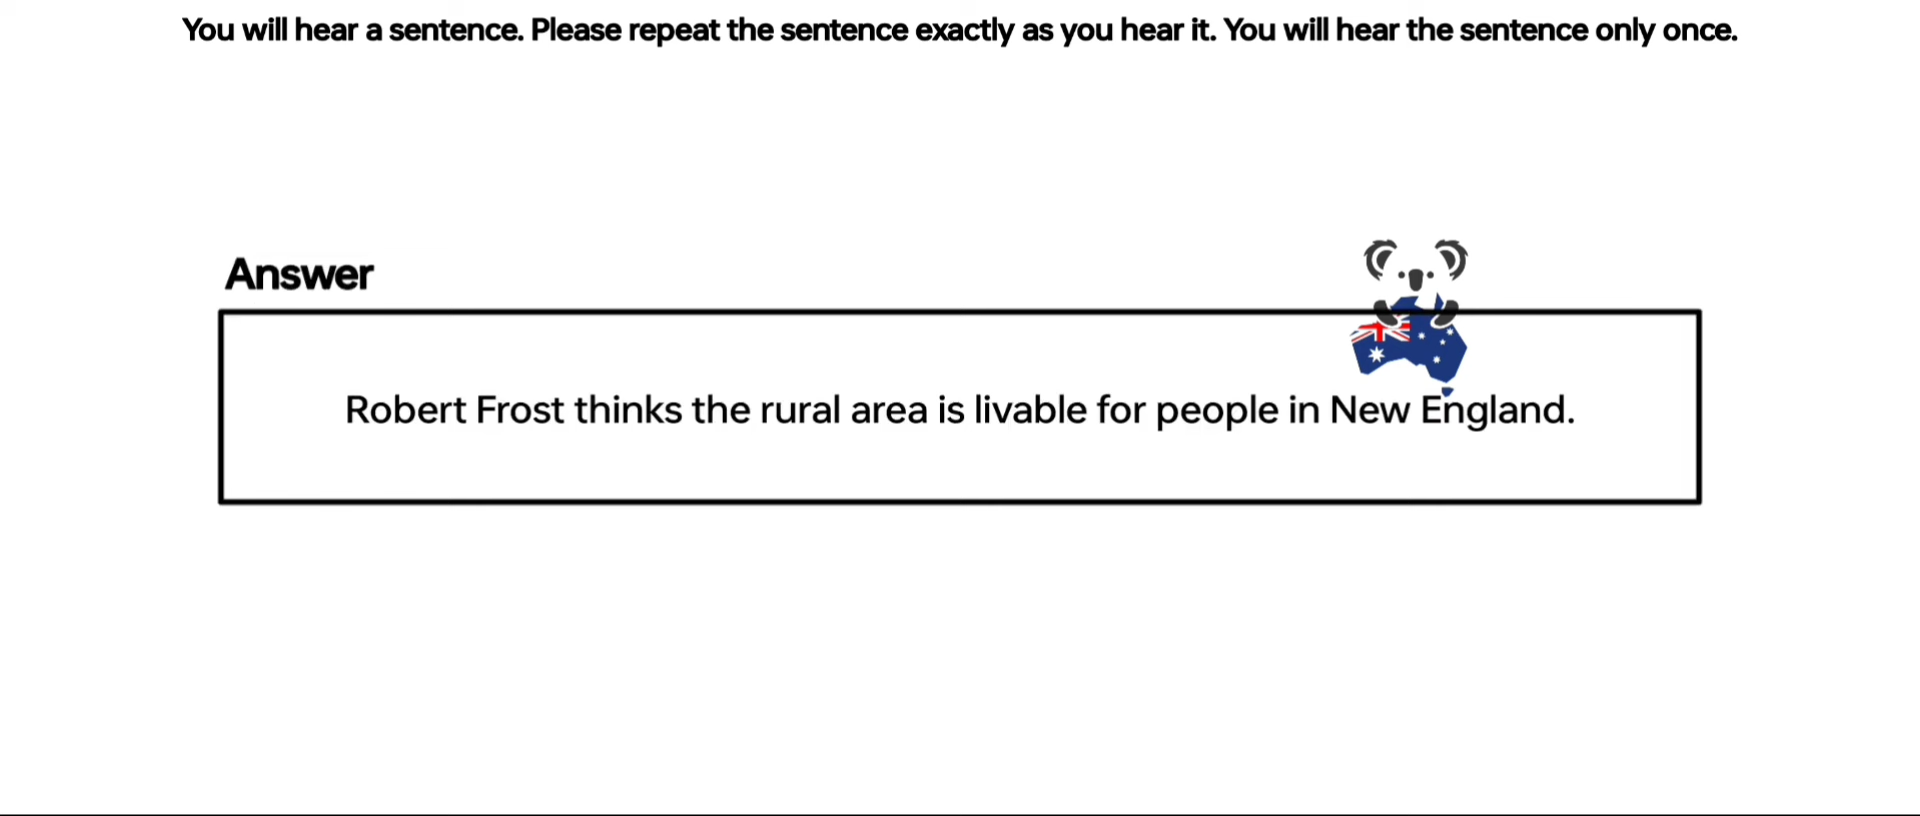 You will hear a sentence. Please repeat the sentence exactly as you hear it. You will hear the sentence only once.
Answer
Robert Frost thinks the rural area is livable for people in New England.